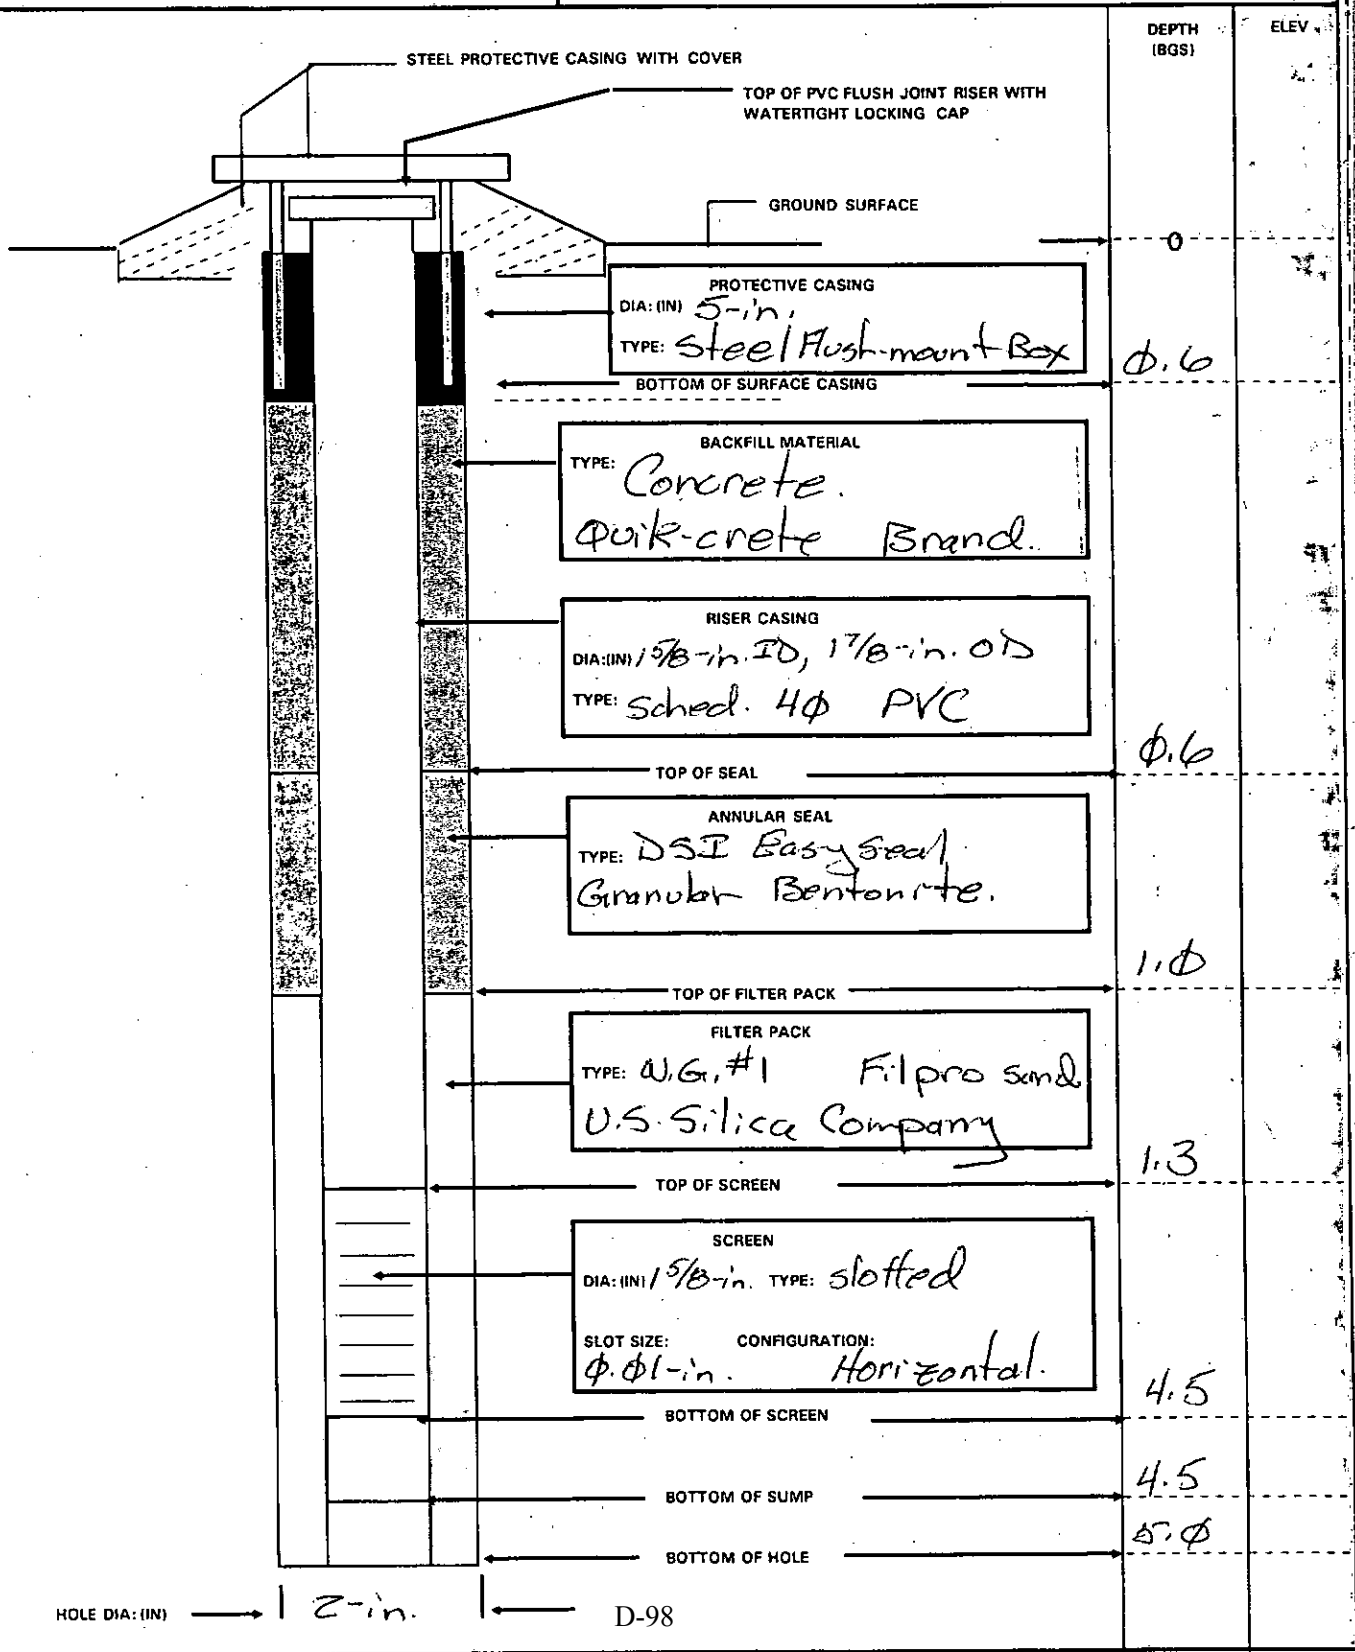 DEPTH (BGS)
ELEV
STEEL PROTECTIVE CASING WITH COVER
TOP OF PVC FLUSH JOINT RISER WITH
WATERTIGHT LOCKING CAP
GROUND SURFACE
0
PROTECTIVE CASING
DIA: (IN) 5-in.
TYPE: Steel Flush-mount Box
0.6
BOTTOM OF SURFACE CASING
BACKFILL MATERIAL
TYPE: Concrete.
Quik-crete Brand.
RISER CASING
DIA:(IN) 1 5/8-in. ID, 1 7/8-in. OD
TYPE: Sched. 40 PVC
0.6
TOP OF SEAL
ANNULAR SEAL
TYPE: DSI Easy Seal
Granular Bentonite.
1.0
TOP OF FILTER PACK
FILTER PACK
TYPE: W.G. #1 Filpro sand
U.S. Silica Company
1.3
TOP OF SCREEN
SCREEN
DIA: (IN) 1 5/8-in. TYPE: slotted
SLOT SIZE: CONFIGURATION:
0.01-in. Horizontal.
4.5
BOTTOM OF SCREEN
4.5
BOTTOM OF SUMP
5.0
BOTTOM OF HOLE
HOLE DIA: (IN) 2-in.
D-98